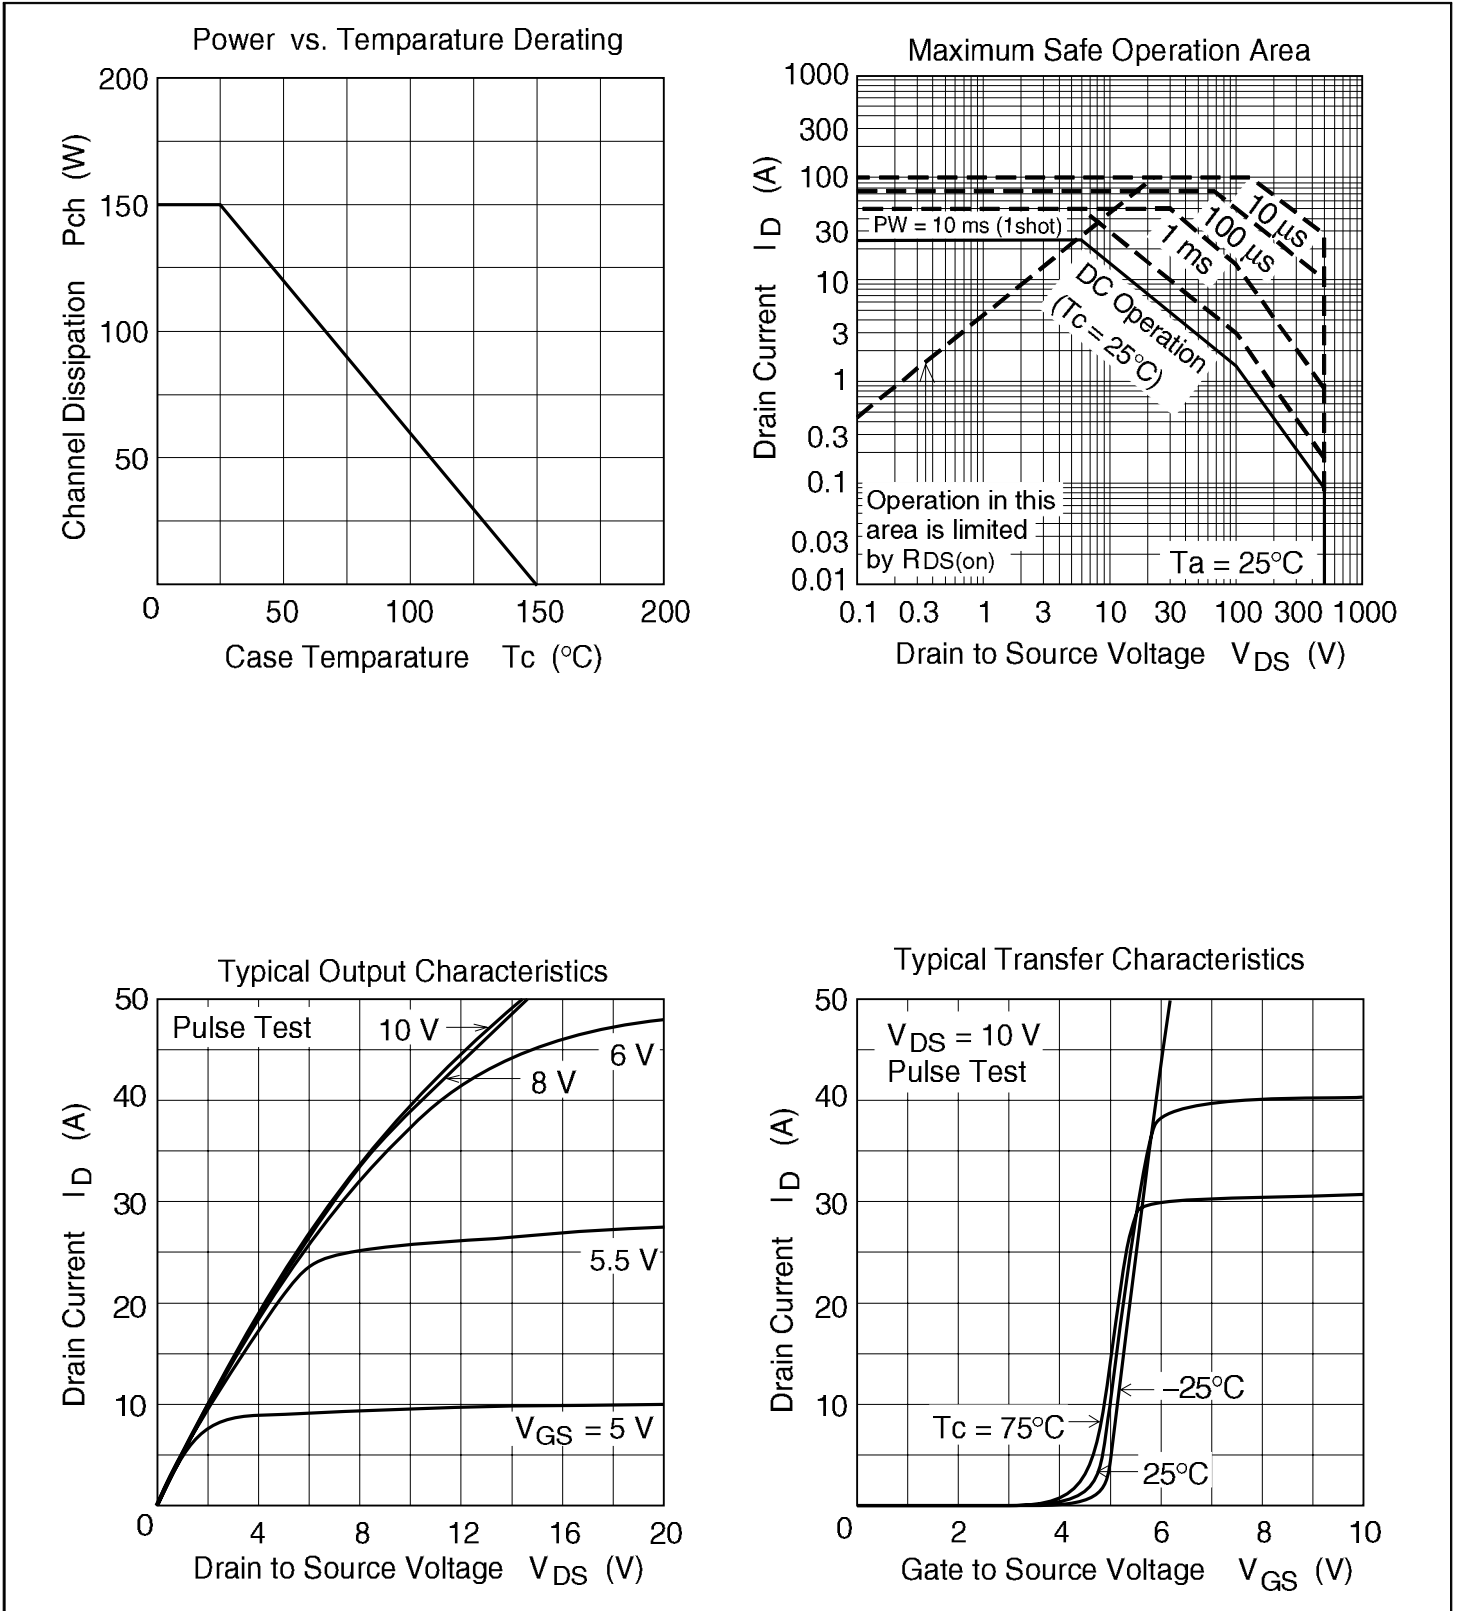 Power vs. Temparature Derating
200
150
100
50
0
50
100
150
200
Channel Dissipation Pch (W)
Case Temparature Tc (°C)
Maximum Safe Operation Area
1000
300
100
30
10
3
1
0.3
0.1
0.03
0.01
0.1 0.3 1 3 10 30 100 300 1000
Drain Current I D (A)
Drain to Source Voltage V DS (V)
PW = 10 ms (1shot)
10 µs
100 µs
1 ms
DC Operation
(Tc = 25°C)
Operation in this
area is limited
by R DS(on)
Ta = 25°C
Typical Output Characteristics
50
40
30
20
10
0 4 8 12 16 20
Drain Current I D (A)
Drain to Source Voltage V DS (V)
Pulse Test
10 V
8 V
6 V
5.5 V
V GS = 5 V
Typical Transfer Characteristics
50
40
30
20
10
0 2 4 6 8 10
Drain Current I D (A)
Gate to Source Voltage V GS (V)
V DS = 10 V
Pulse Test
–25°C
Tc = 75°C
25°C